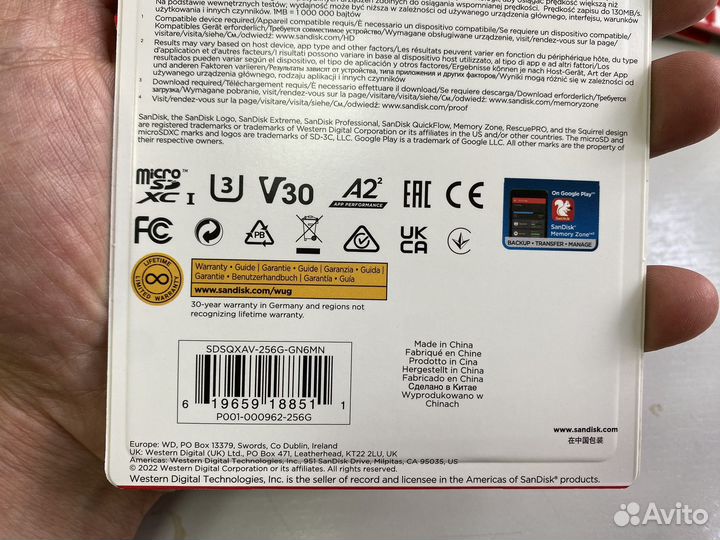 На подставке внутренних тестов
użytkowania i innych czynników. 1MB = 1 000 000 bajtów
1 Compatible device required/Appareil compatible requis/È necessario un dispositivo compatibile/Se requiere un dispositivo compatible/
Kompatibles Gerät erforderlich/Требуется совместимое устройство/Wymagane obsługiwane urządzenie, visit/rendez-vous sur la page/
visitare/visita/siehe/См./odwiedź: www.sandisk.com/HD
2 Results may vary based on host device, app type and other factors/Les résultats peuvent varier en fonction du périphérique hôte, du type
d'application et d'autres facteurs/I risultati possono variare in base al dispositivo host utilizzato, al tipo di app e ad altri fattori/Los
resultados pueden variar según el dispositivo, el tipo de aplicación y otros factores/Ergebnisse können je nach Host-Gerät, Art der App
und anderen Faktoren variieren/Результаты зависят от устройства, типа приложения и других факторов/Wyniki mogą różnić się w zależności od
używanego urządzenia, rodzaju aplikacji i innych czynników
3 Download required/Téléchargement requis/È necessario effettuare il download/Se requiere descarga/Download erforderlich/Требуется
загрузка/Wymagane pobranie, visit/rendez-vous sur la page/visitare/visita/siehe/См./odwiedź: www.sandisk.com/memoryzone
4 Visit/rendez-vous sur la page/visitare/visita/siehe/См./odwiedź: www.sandisk.com/proof
SanDisk, the SanDisk Logo, SanDisk Extreme, SanDisk Professional, SanDisk QuickFlow, Memory Zone, RescuePRO, and the Squirrel design
are registered trademarks or trademarks of Western Digital Corporation or its affiliates in the US and/or other countries. The microSD and
microSDXC marks and logos are trademarks of SD-3C, LLC. Google Play is a trademark of Google LLC. All other marks are the property of
their respective owners.
micro SD XC I U3 V30 A2² APP PERFORMANCE EAC CE
On Google Play™
SanDisk
SanDisk®
Memory Zone
BACKUP • TRANSFER • MANAGE
FC PB UK CA
LIFETIME LIMITED WARRANTY
Warranty • Guide | Garantie • Guide | Garanzia • Guida |
Garantie • Benutzerhandbuch | Garantía • Guía
www.sandisk.com/wug
30-year warranty in Germany and regions not
recognizing lifetime warranty.
SDSQXAV-256G-GN6MN
6 19659 18851 1
P001-000962-256G
Made in China
Fabriqué en Chine
Prodotto in Cina
Hergestellt in China
Fabricado en China
Сделано в Китае
Wyprodukowano w
Chinach
www.sandisk.com
在中国包装
Europe: WD, PO Box 13379, Swords, Co Dublin, Ireland
UK: Western Digital (UK) Ltd., PO Box 471, Leatherhead, KT22 2LU, UK
Americas: Western Digital Technologies, Inc., 951 SanDisk Drive, Milpitas, CA 95035, US
© 2022 Western Digital Corporation or its affiliates. All rights reserved.
Western Digital Technologies, Inc. is the seller of record and licensee in the Americas of SanDisk® products.
Avito